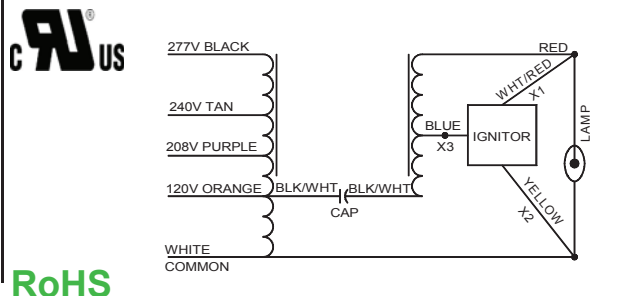 c RU US
®
277V BLACK
RED
WHT/RED
X1
240V TAN
BLUE
X3
IGNITOR
LAMP
208V PURPLE
120V ORANGE
BLK/WHT
BLK/WHT
CAP
YELLOW
X2
WHITE
COMMON
RoHS